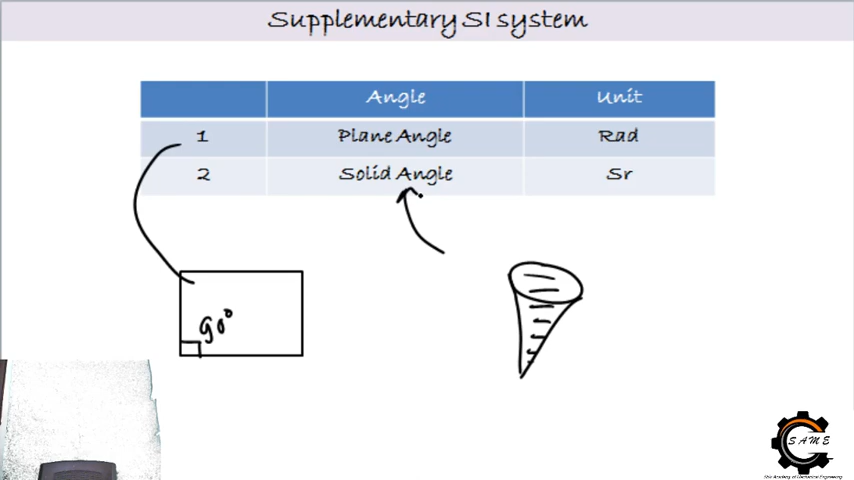 Supplementary SI system
Angle Unit
1 Plane Angle Rad
2 Solid Angle Sr
90°
SAME